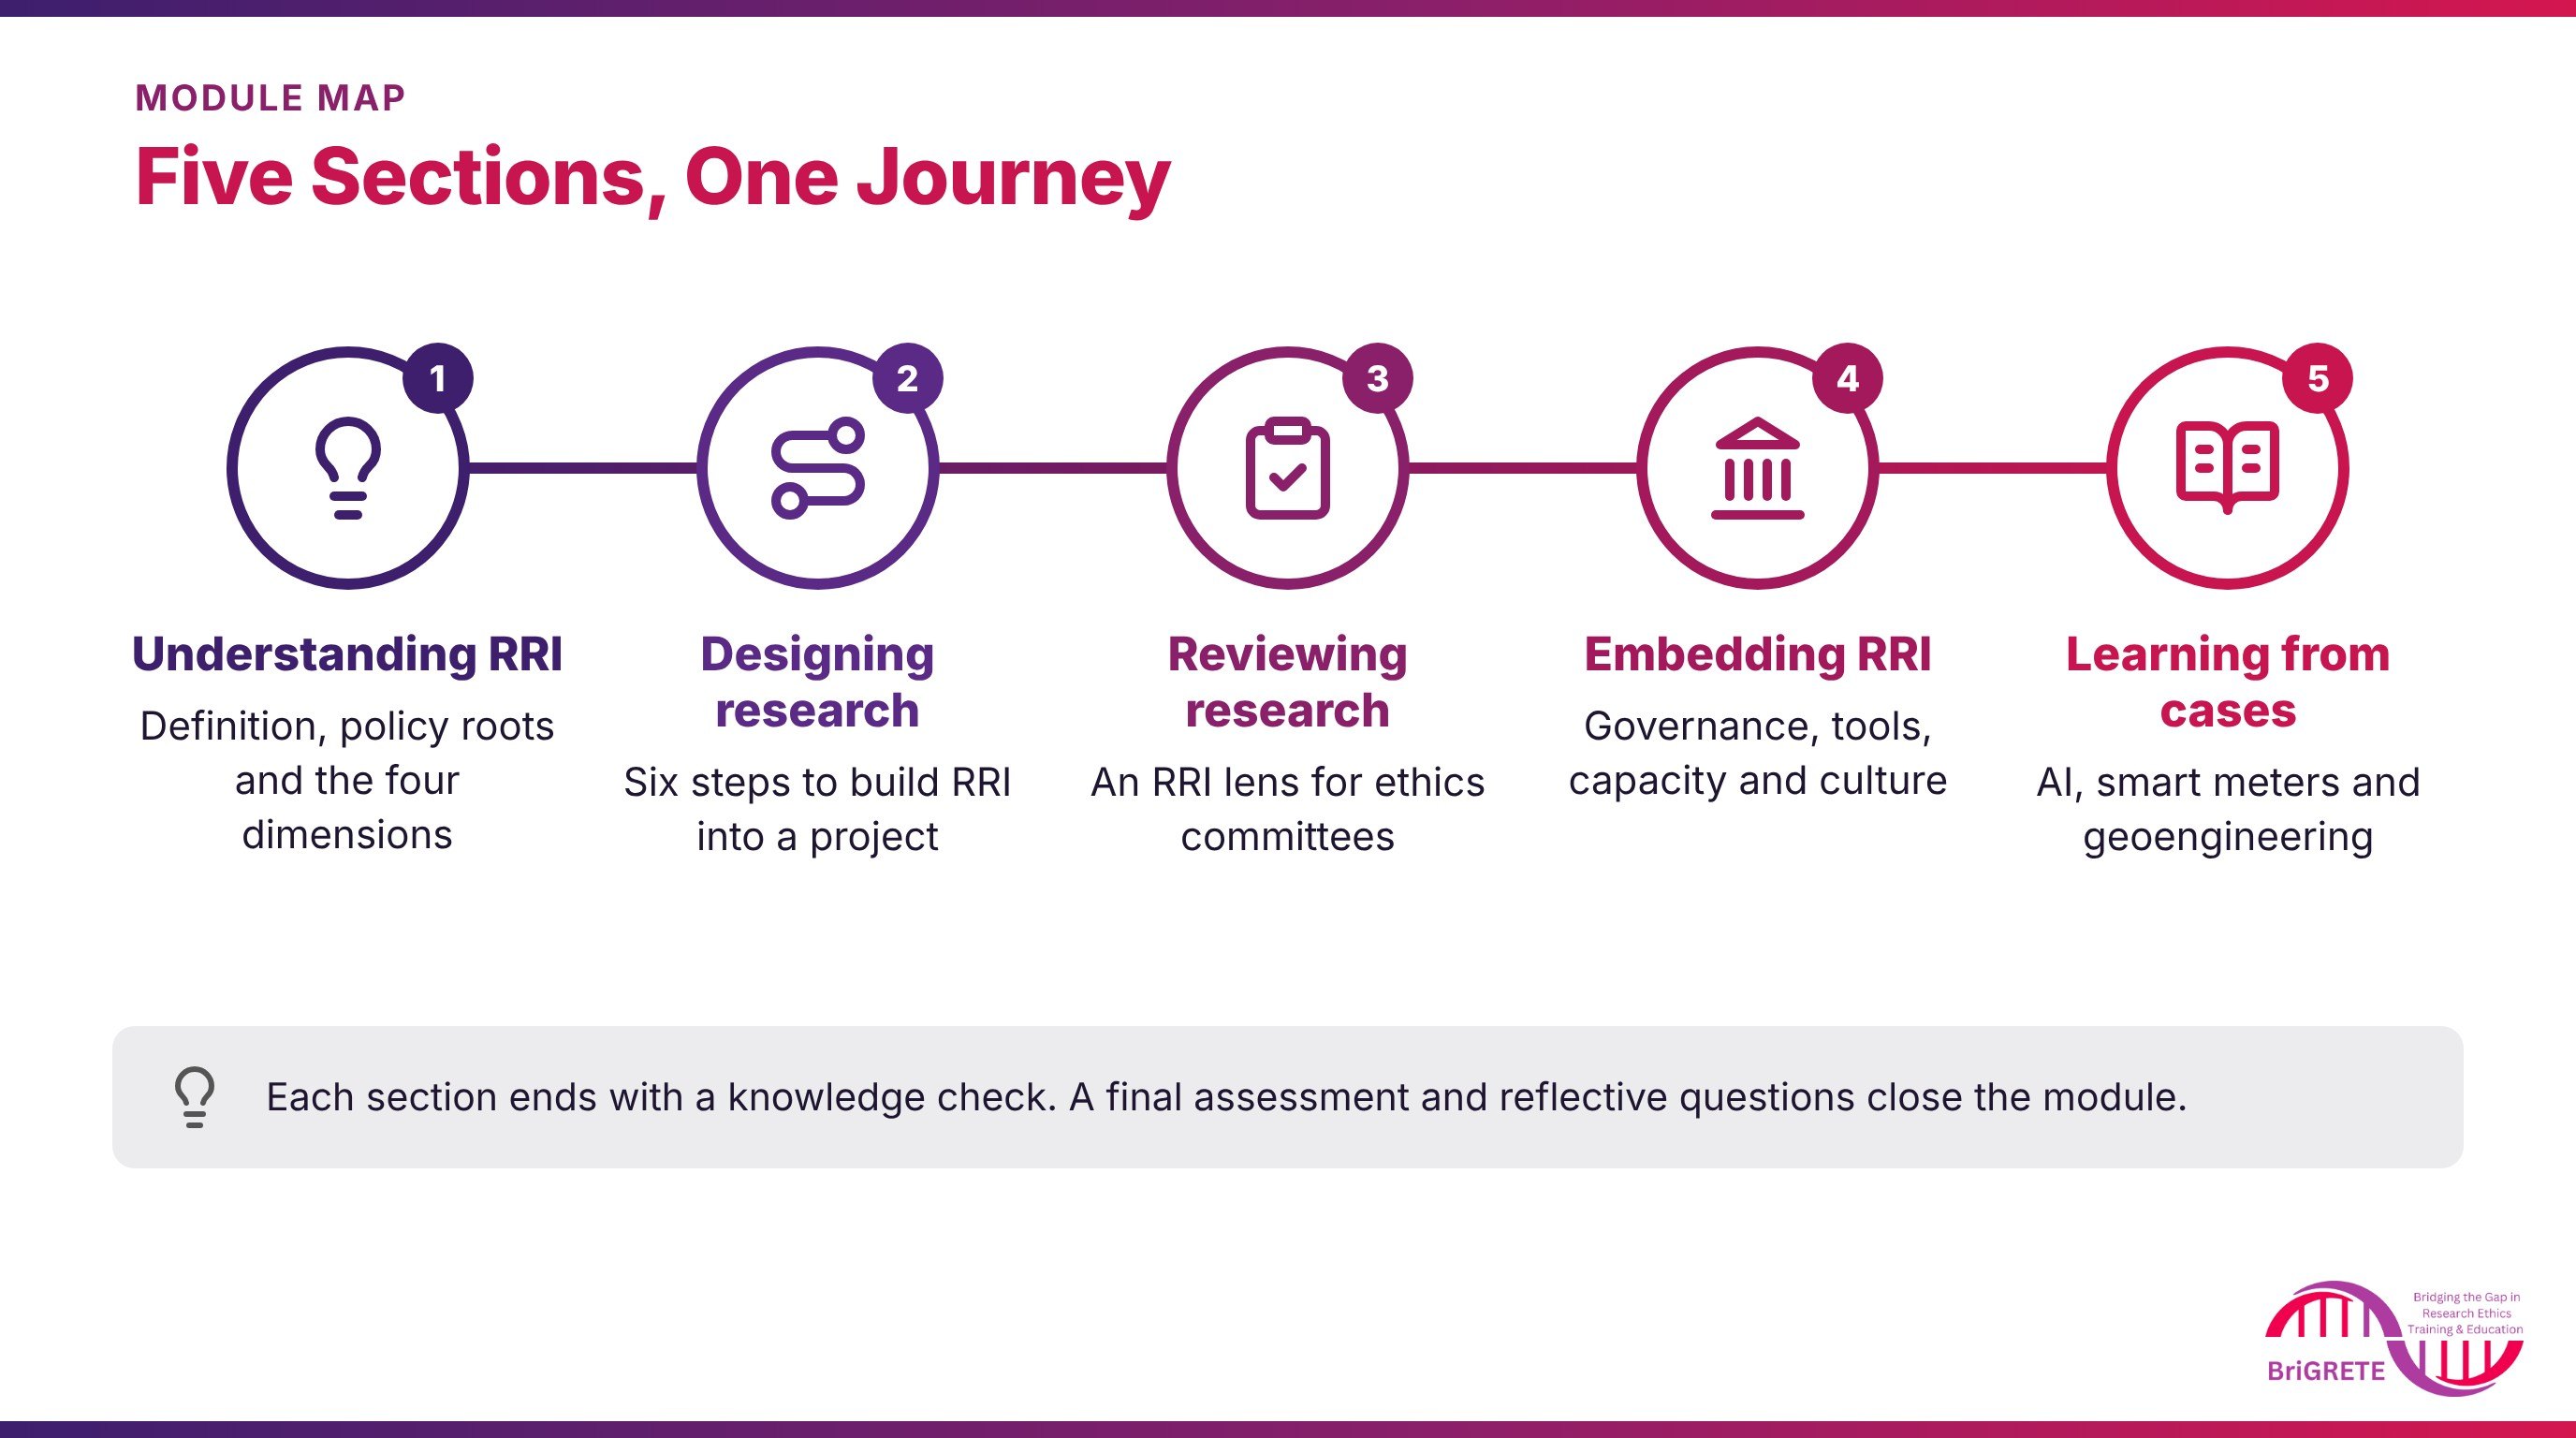 MODULE MAP
Five Sections, One Journey
1
2
3
4
5
Understanding RRI
Definition, policy roots
and the four
dimensions
Designing
research
Six steps to build RRI
into a project
Reviewing
research
An RRI lens for ethics
committees
Embedding RRI
Governance, tools,
capacity and culture
Learning from
cases
AI, smart meters and
geoengineering
Each section ends with a knowledge check. A final assessment and reflective questions close the module.
Bridging the Gap in
Research Ethics
Training & Education
BriGRETE